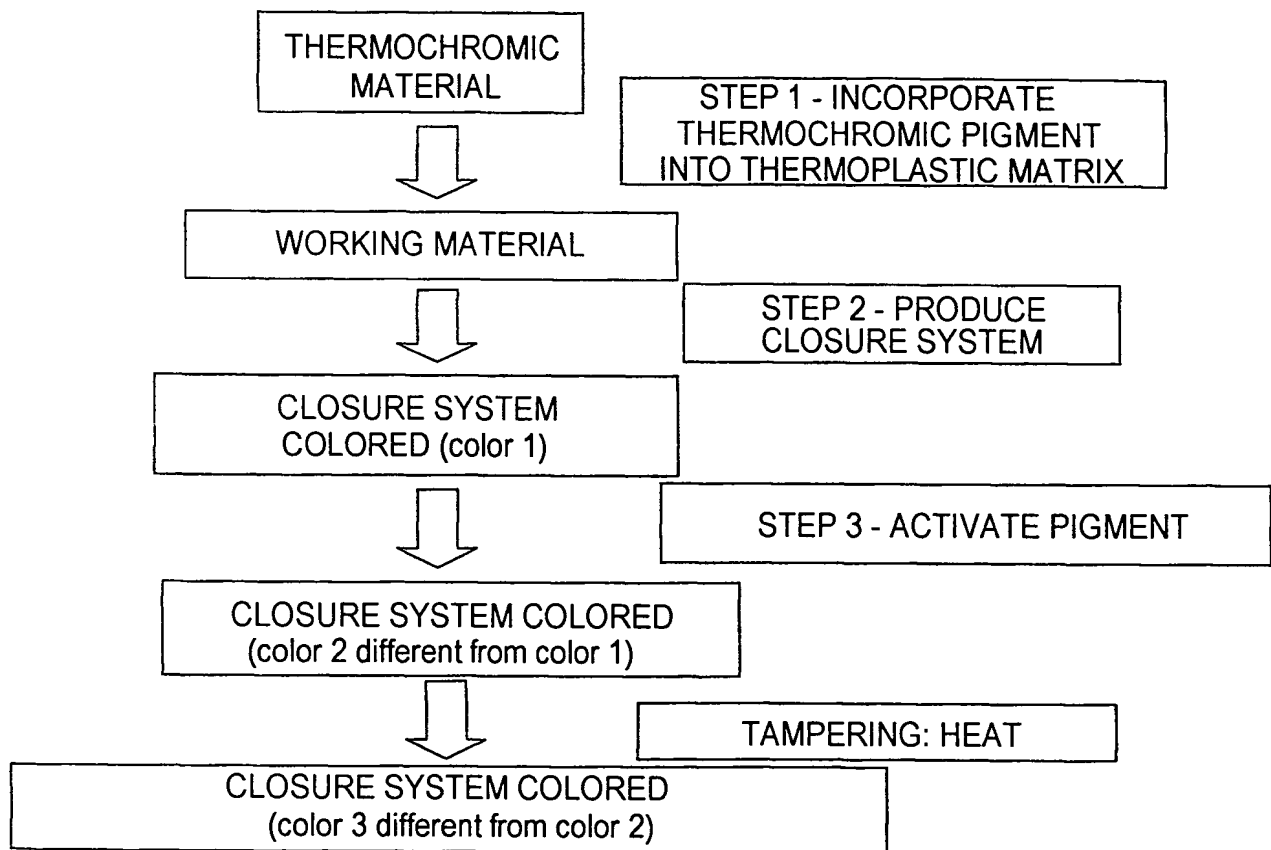 THERMOCHROMIC
MATERIAL
STEP 1 - INCORPORATE
THERMOCHROMIC PIGMENT
INTO THERMOPLASTIC MATRIX
WORKING MATERIAL
STEP 2 - PRODUCE
CLOSURE SYSTEM
CLOSURE SYSTEM
COLORED (color 1)
STEP 3 - ACTIVATE PIGMENT
CLOSURE SYSTEM COLORED
(color 2 different from color 1)
TAMPERING: HEAT
CLOSURE SYSTEM COLORED
(color 3 different from color 2)